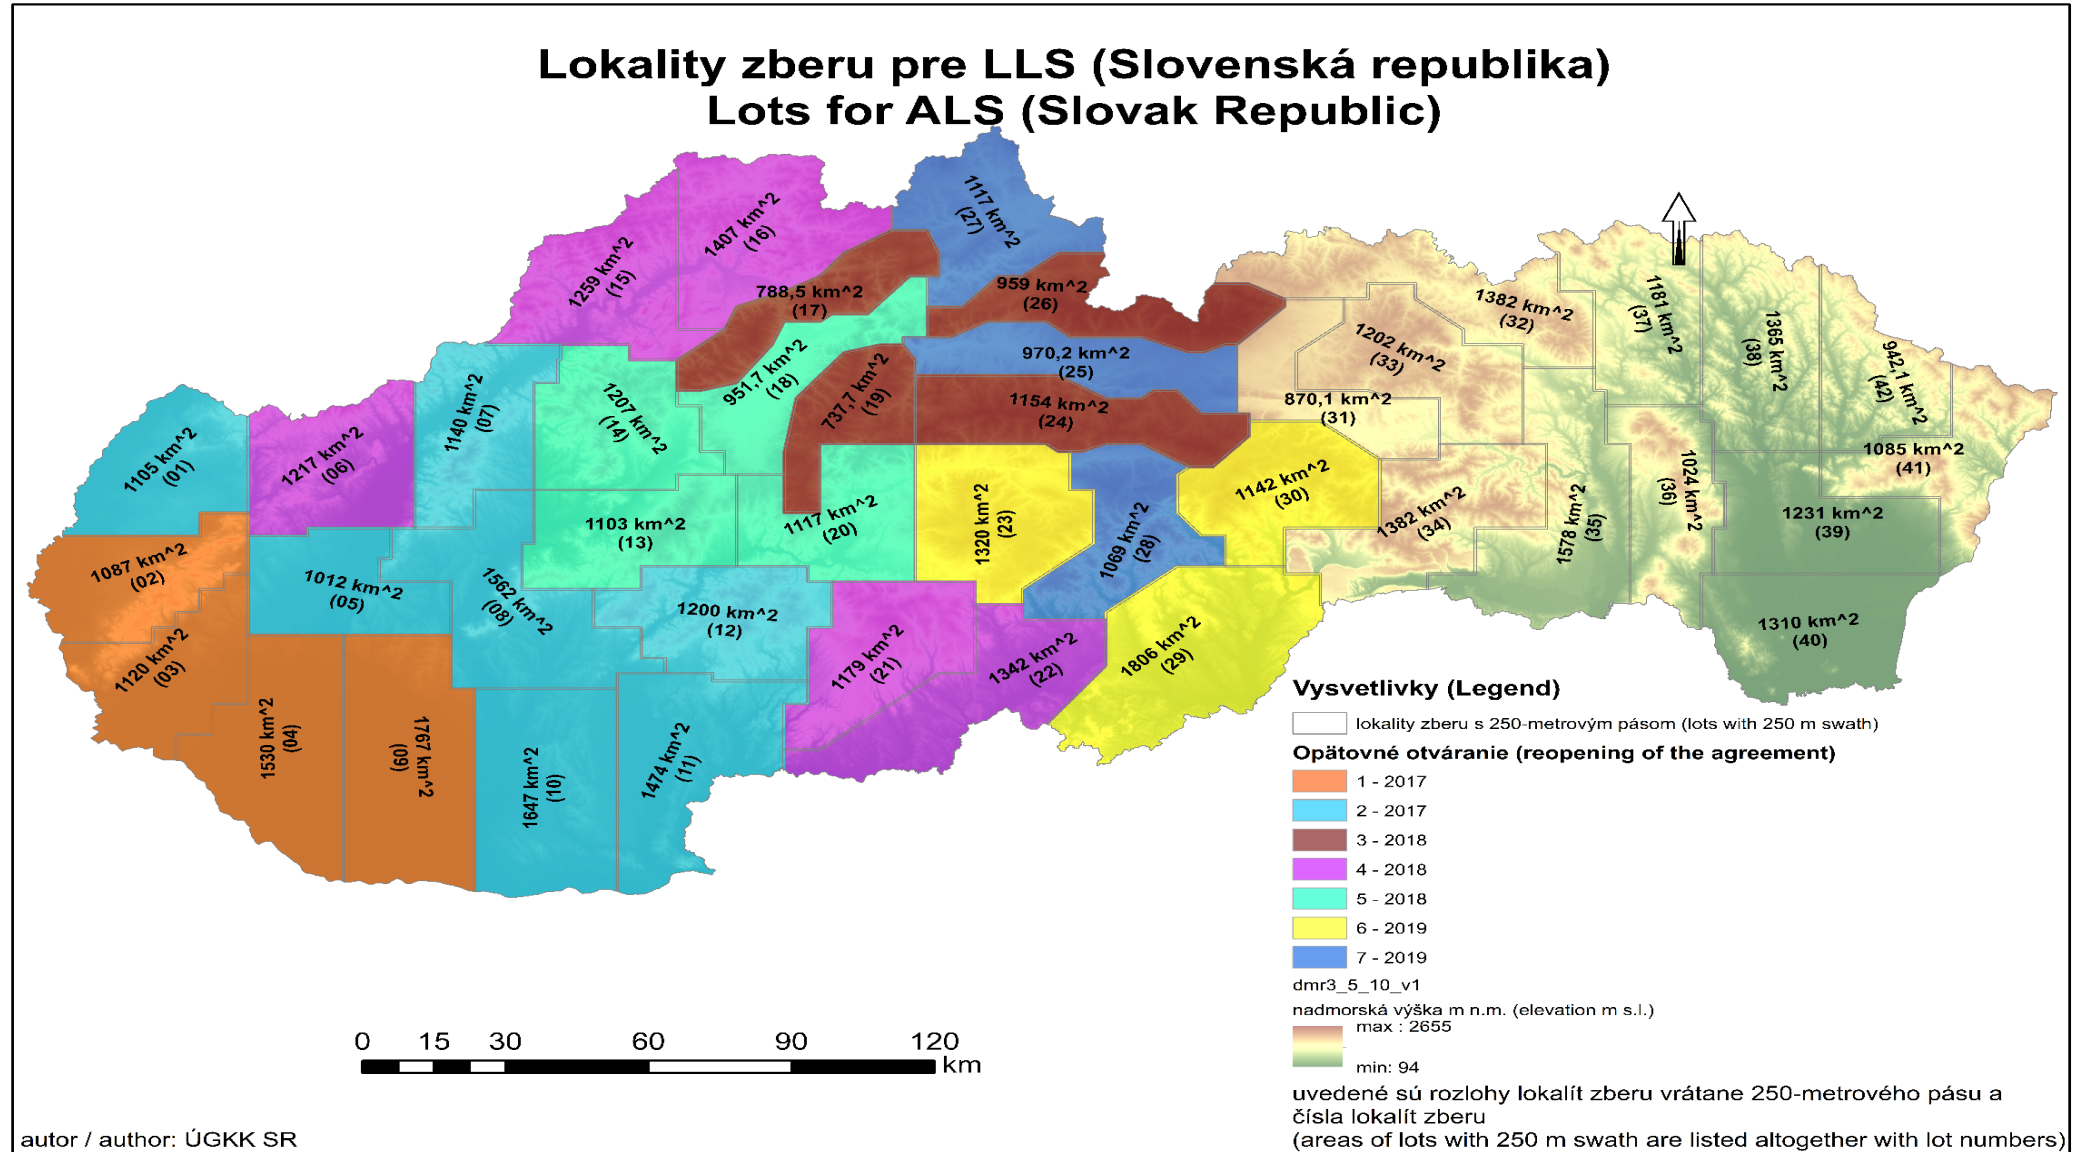 Lokality zberu pre LLS (Slovenská republika)
Lots for ALS (Slovak Republic)
1105 km^2
(01)
1087 km^2
(02)
1120 km^2
(03)
1530 km^2
(04)
1012 km^2
(05)
1217 km^2
(06)
1140 km^2
(07)
1562 km^2
(08)
1767 km^2
(09)
1647 km^2
(10)
1474 km^2
(11)
1200 km^2
(12)
1103 km^2
(13)
1207 km^2
(14)
1259 km^2
(15)
1407 km^2
(16)
788,5 km^2
(17)
951,7 km^2
(18)
737,7 km^2
(19)
1117 km^2
(20)
1179 km^2
(21)
1342 km^2
(22)
1320 km^2
(23)
1154 km^2
(24)
970,2 km^2
(25)
959 km^2
(26)
1117 km^2
(27)
1069 km^2
(28)
1806 km^2
(29)
1142 km^2
(30)
870,1 km^2
(31)
1382 km^2
(32)
1202 km^2
(33)
1382 km^2
(34)
1578 km^2
(35)
1024 km^2
(36)
1181 km^2
(37)
1365 km^2
(38)
1231 km^2
(39)
1310 km^2
(40)
1085 km^2
(41)
942,1 km^2
(42)
Vysvetlivky (Legend)
lokality zberu s 250-metrovým pásom (lots with 250 m swath)
Opätovné otváranie (reopening of the agreement)
1 - 2017
2 - 2017
3 - 2018
4 - 2018
5 - 2018
6 - 2019
7 - 2019
dmr3_5_10_v1
nadmorská výška m n.m. (elevation m s.l.)
max : 2655
min: 94
uvedené sú rozlohy lokalít zberu vrátane 250-metrového pásu a
čísla lokalít zberu
(areas of lots with 250 m swath are listed altogether with lot numbers)
0 15 30 60 90 120
km
autor / author: ÚGKK SR